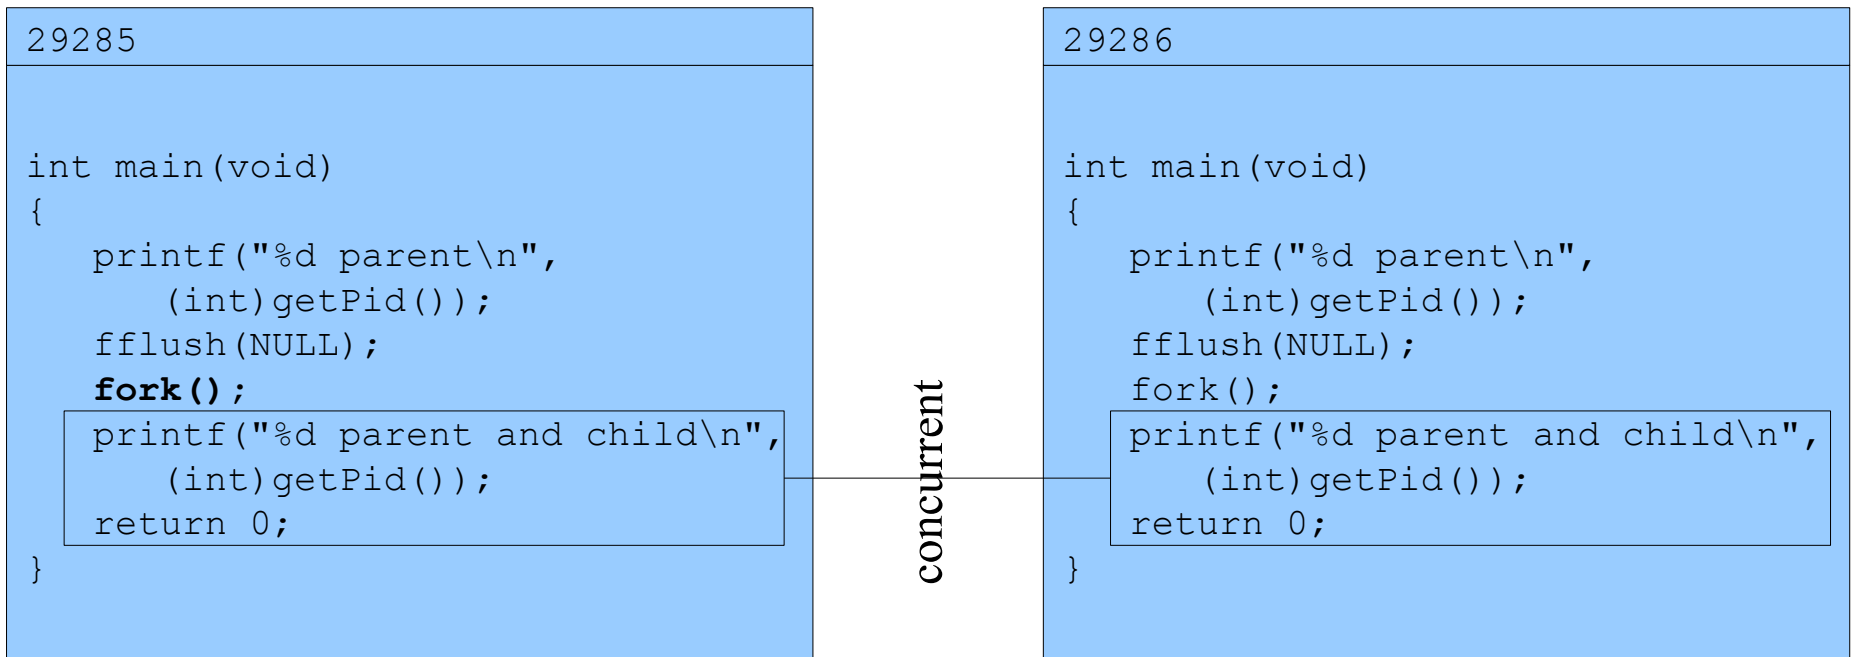 29285
int main(void)
{
printf("%d parent\n",
(int)getPid());
fflush(NULL);
fork();
printf("%d parent and child\n",
(int)getPid());
return 0;
}
concurrent
29286
int main(void)
{
printf("%d parent\n",
(int)getPid());
fflush(NULL);
fork();
printf("%d parent and child\n",
(int)getPid());
return 0;
}